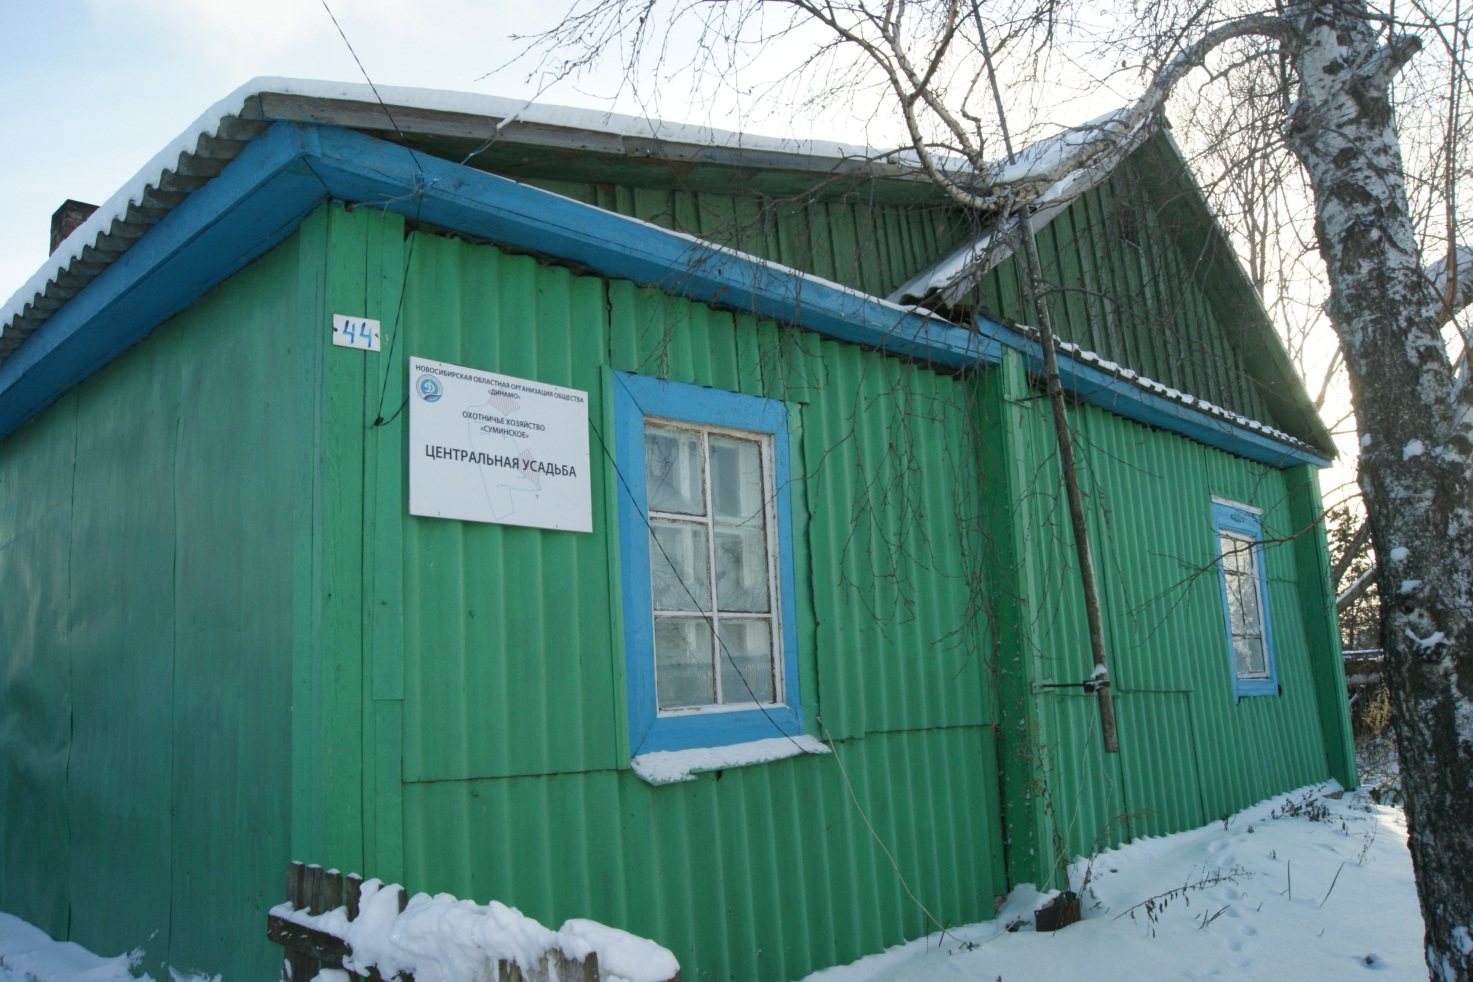 44
НОВОСИБИРСКАЯ ОБЛАСТНАЯ ОРГАНИЗАЦИЯ ОБЩЕСТВА
«ДИНАМО»
ОХОТНИЧЬЕ ХОЗЯЙСТВО
«СУМИНСКОЕ»
ЦЕНТРАЛЬНАЯ УСАДЬБА